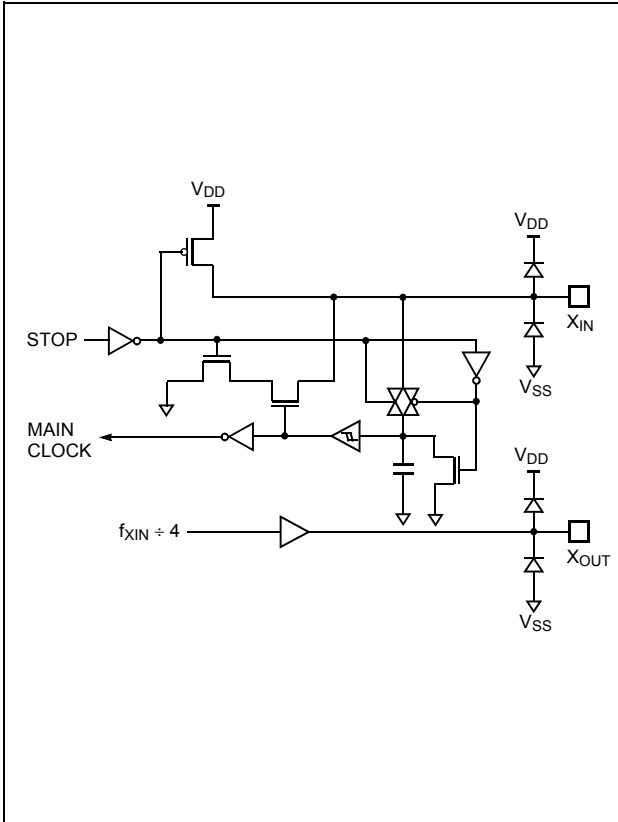 VDD
VDD
XIN
STOP
VSS
MAIN
CLOCK
VDD
fXIN ÷ 4
XOUT
VSS